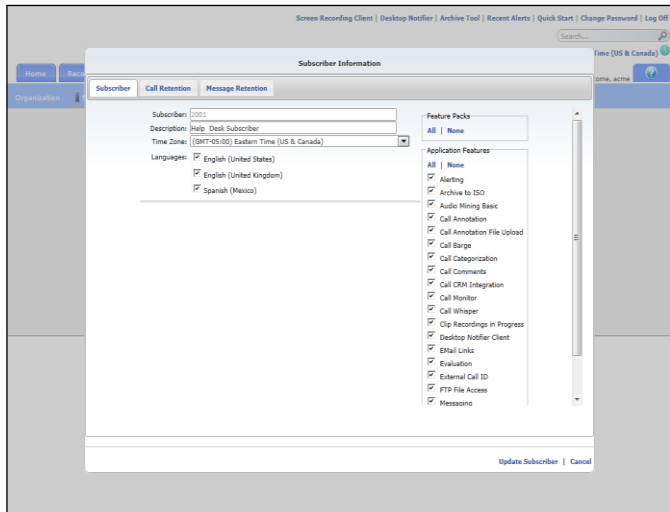 Screen Recording Client | Desktop Notifier | Archive Tool | Recent Alerts | Quick Start | Change Password | Log Off
Search...
Time (US & Canada)
Home
come, acme
Organization
Subscriber Information
Subscriber
Call Retention
Message Retention
Subscriber: 2001
Description: Help Desk Subscriber
Time Zone: (GMT-05:00) Eastern Time (US & Canada)
Languages: English (United States)
English (United Kingdom)
Spanish (Mexico)
Feature Packs
All | None
Application Features
All | None
Alerting
Archive to ISO
Audio Mining Basic
Call Annotation
Call Annotation File Upload
Call Barge
Call Categorization
Call Comments
Call CRM Integration
Call Monitor
Call Whisper
Clip Recordings in Progress
Desktop Notifier Client
EMail Links
Evaluation
External Call ID
FTP File Access
Messaging
Update Subscriber | Cancel